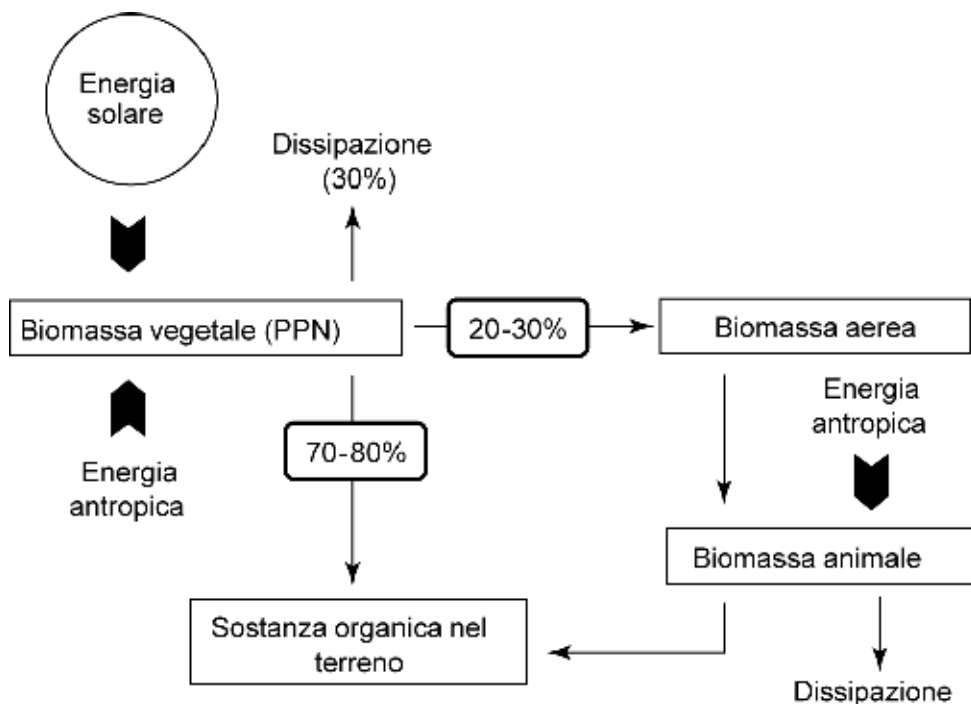 Energia
solare
Dissipazione
(30%)
Biomassa vegetale (PPN)
20-30%
Biomassa aerea
Energia
antropica
70-80%
Energia
antropica
Biomassa animale
Sostanza organica nel
terreno
Dissipazione